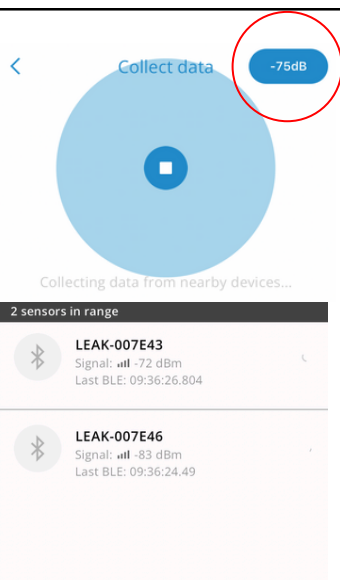 Collect data
-75dB
Collecting data from nearby devices...
2 sensors in range
LEAK-007E43
Signal: -72 dBm
Last BLE: 09:36:26.804
LEAK-007E46
Signal: -83 dBm
Last BLE: 09:36:24.49